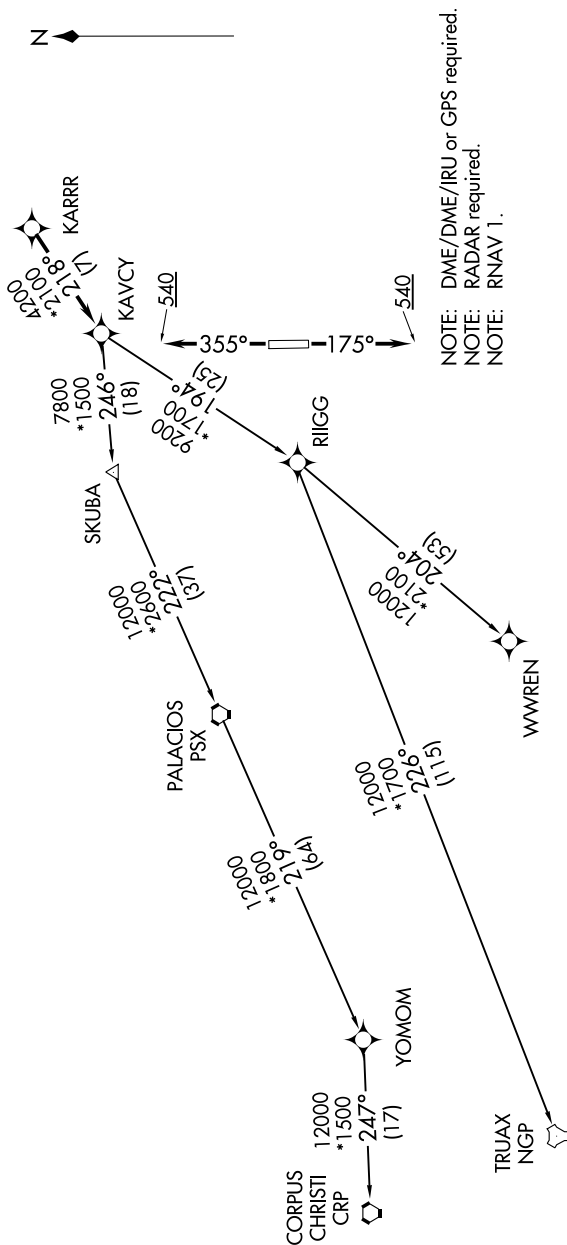 N
KARRR
4200
*2100
218°
(7)
KAVCY
540
355°
175°
540
7800
*1500
246°
(18)
SKUBA
9200
*1700
194°
(25)
RIIGG
12000
*2600
222°
(37)
PALACIOS
PSX
12000
*2100
204°
(53)
WWREN
12000
*1800
219°
(64)
12000
*1700
226°
(115)
YOMOM
12000
*1500
247°
(17)
CORPUS
CHRISTI
CRP
TRUAX
NGP
NOTE: DME/DME/IRU or GPS required.
NOTE: RADAR required.
NOTE: RNAV 1.